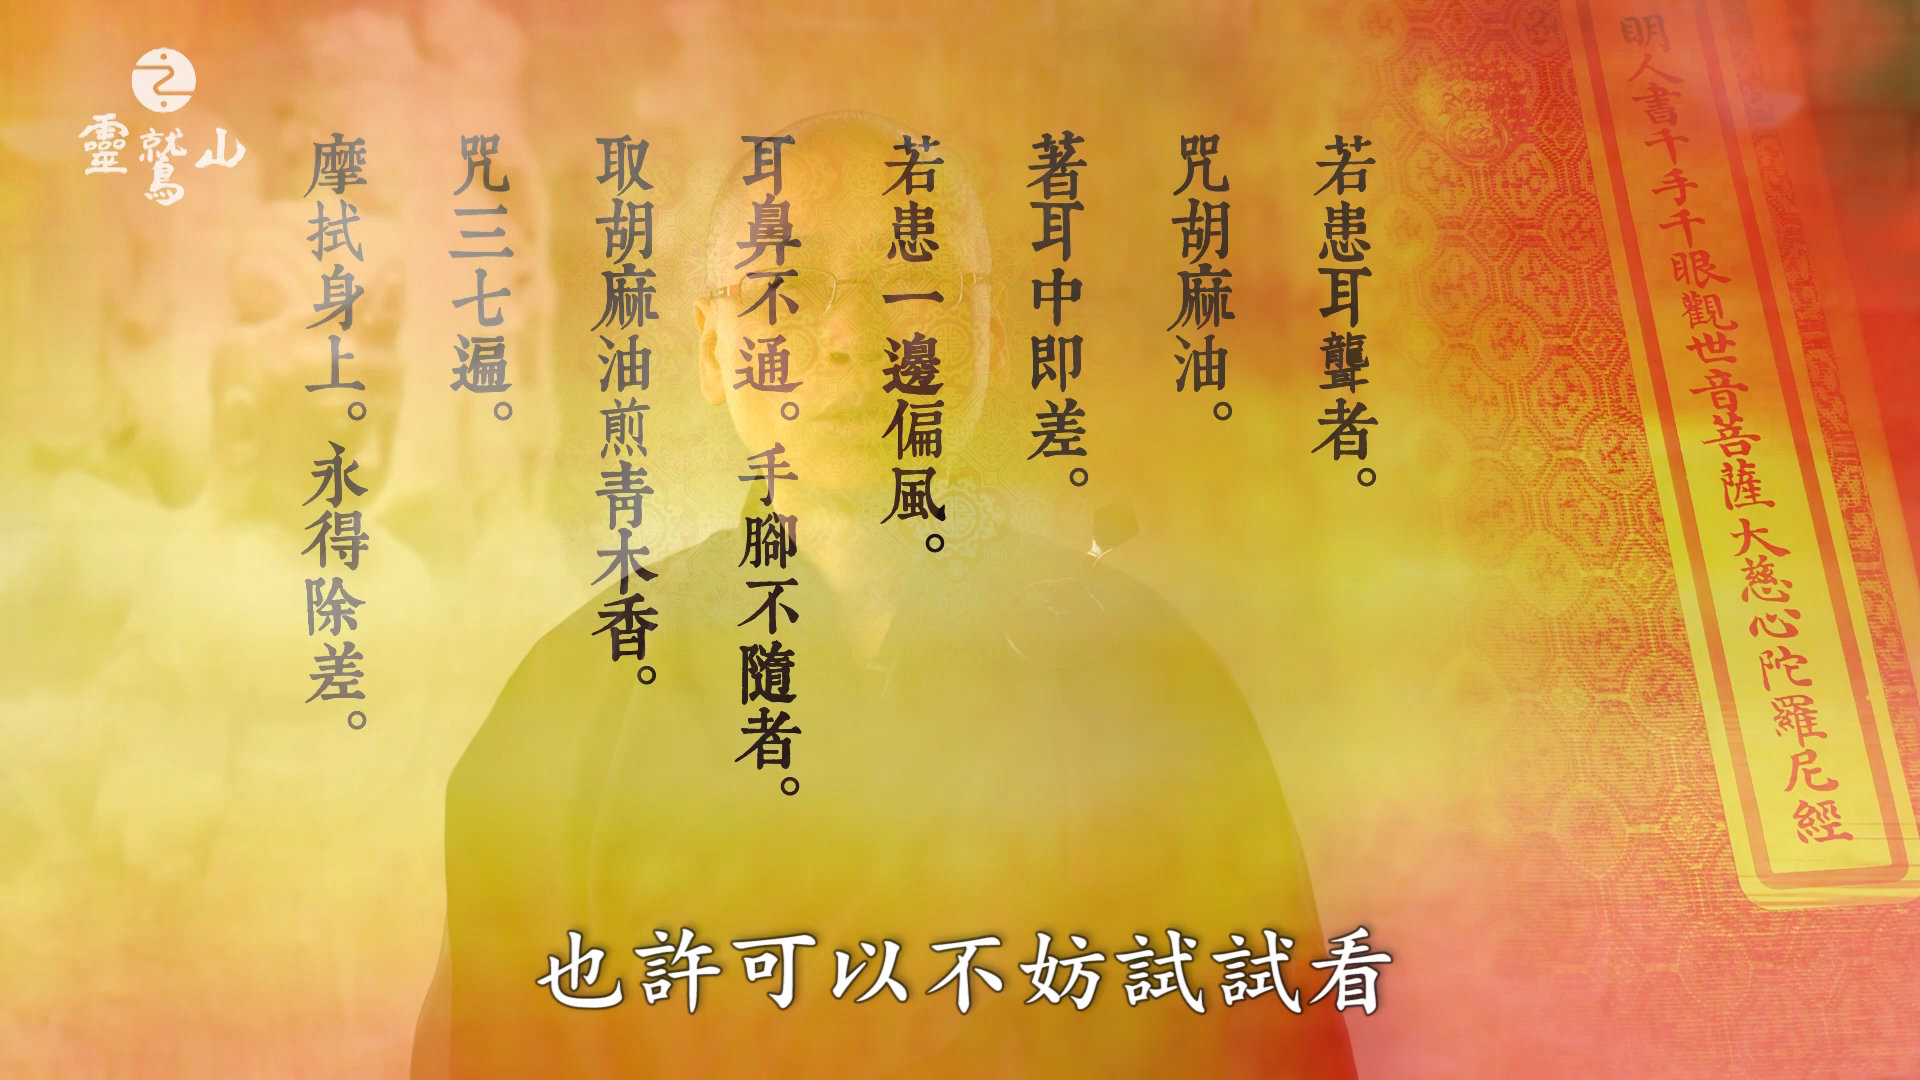 明人書千手千眼觀世音菩薩大慈心陀羅尼經
若患耳聾者。
咒胡麻油。
著耳中即差。
若患一邊偏風。
耳鼻不通。手腳不隨者。
取胡麻油煎青木香。
咒三七遍。
摩拭身上。永得除差。
靈鷲山
也許可以不妨試試看